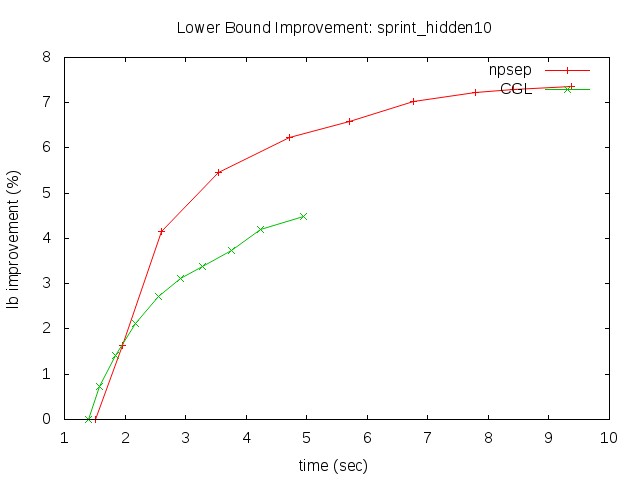 Lower Bound Improvement: sprint_hidden10
8
7
6
5
4
3
2
1
0
lb improvement (%)
npsep
CGL
1 2 3 4 5 6 7 8 9 10
time (sec)